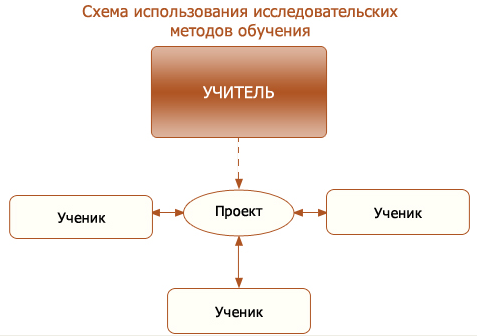 Схема использования исследовательских
методов обучения
УЧИТЕЛЬ
Ученик
Проект
Ученик
Ученик